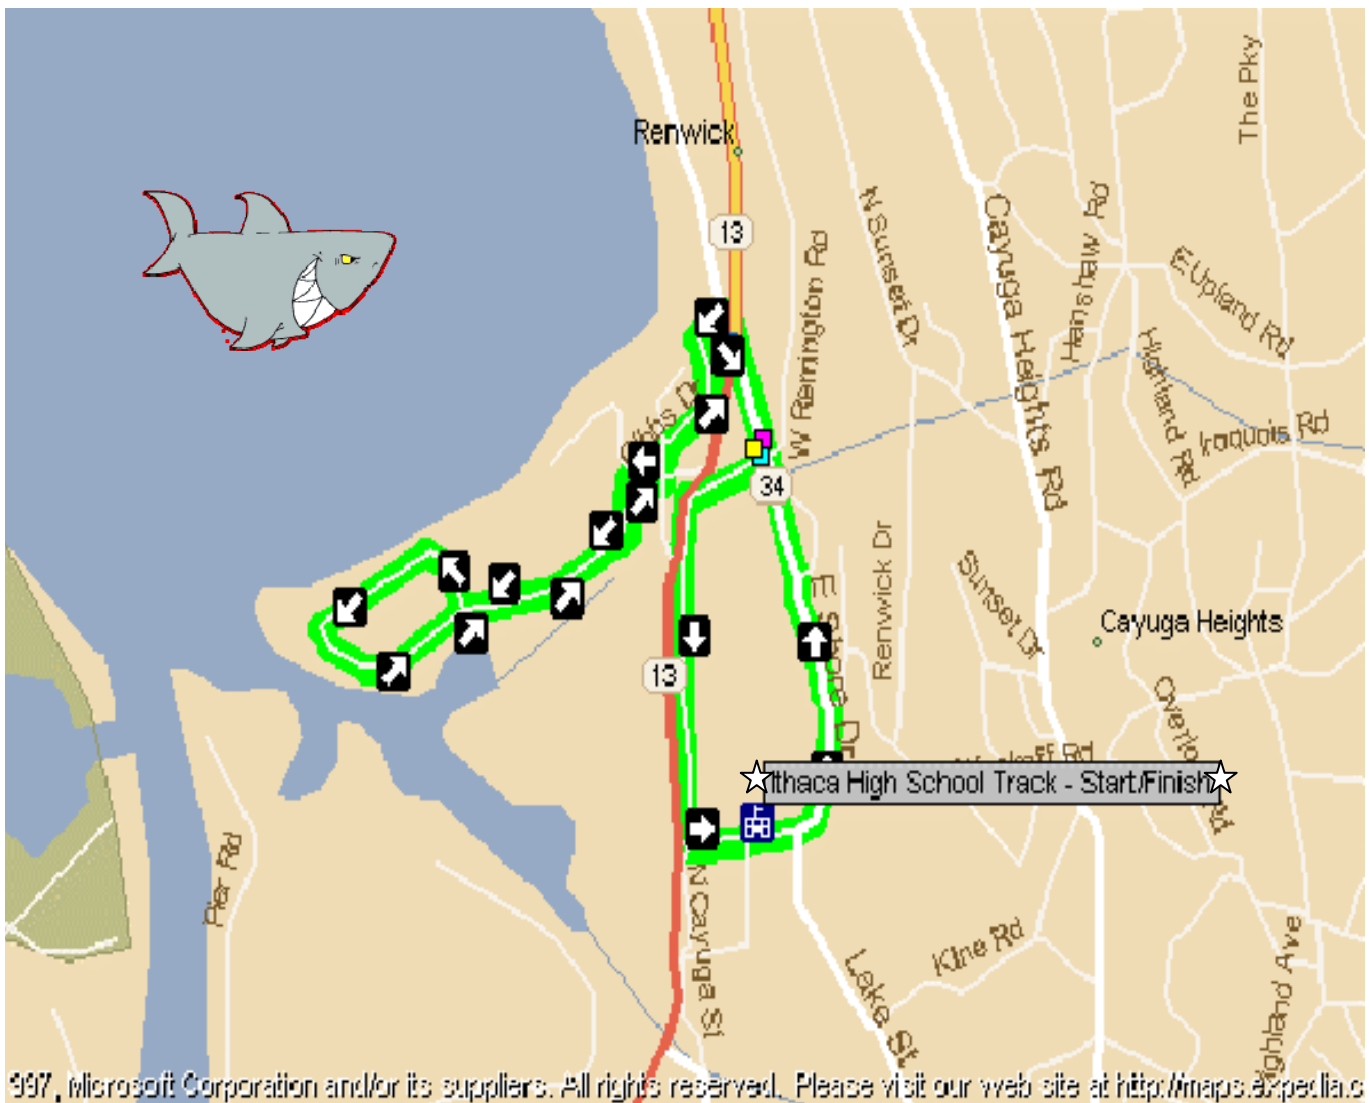 The Pky
Renwick
N Sunset Dr
Cayuga Heights Rd
Hainshaw Rd
E Upland Rd
13
W Remington Rd
Highland Rd
Iroquois Rd
34
Renwick Dr
Sunset Dr
E Shore Dr
Cayuga Heights
13
Ithaca High School Track - Start/Finish
Pier Rd
N Cayuga St
Kline Rd
Lake St
Highland Ave
997, Microsoft Corporation and/or its suppliers. All rights reserved. Please visit our web site at http://maps.expedia.c